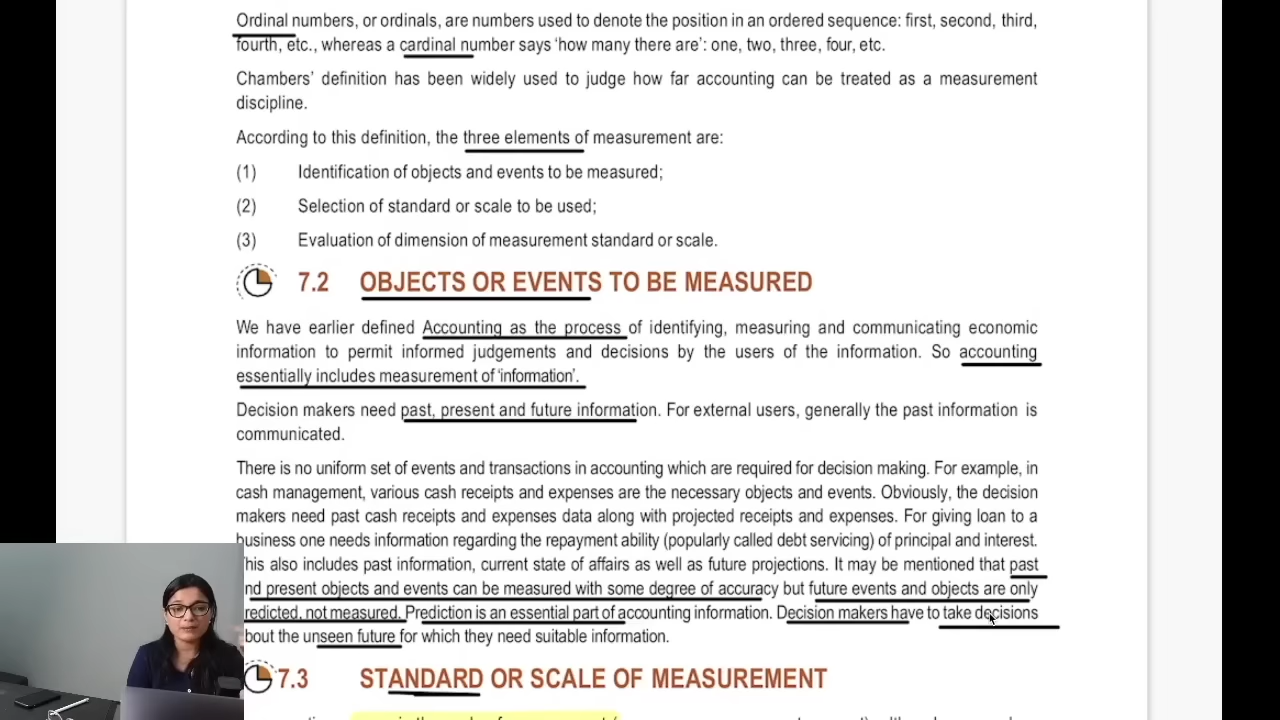 Ordinal numbers, or ordinals, are numbers used to denote the position in an ordered sequence: first, second, third,
fourth, etc., whereas a cardinal number says ‘how many there are’: one, two, three, four, etc.
Chambers’ definition has been widely used to judge how far accounting can be treated as a measurement
discipline.
According to this definition, the three elements of measurement are:
(1) Identification of objects and events to be measured;
(2) Selection of standard or scale to be used;
(3) Evaluation of dimension of measurement standard or scale.
7.2 OBJECTS OR EVENTS TO BE MEASURED
We have earlier defined Accounting as the process of identifying, measuring and communicating economic
information to permit informed judgements and decisions by the users of the information. So accounting
essentially includes measurement of ‘information’.
Decision makers need past, present and future information. For external users, generally the past information is
communicated.
There is no uniform set of events and transactions in accounting which are required for decision making. For example, in
cash management, various cash receipts and expenses are the necessary objects and events. Obviously, the decision
makers need past cash receipts and expenses data along with projected receipts and expenses. For giving loan to a
business one needs information regarding the repayment ability (popularly called debt servicing) of principal and interest.
his also includes past information, current state of affairs as well as future projections. It may be mentioned that past
nd present objects and events can be measured with some degree of accuracy but future events and objects are only
redicted, not measured. Prediction is an essential part of accounting information. Decision makers have to take decisions
bout the unseen future for which they need suitable information.
7.3 STANDARD OR SCALE OF MEASUREMENT